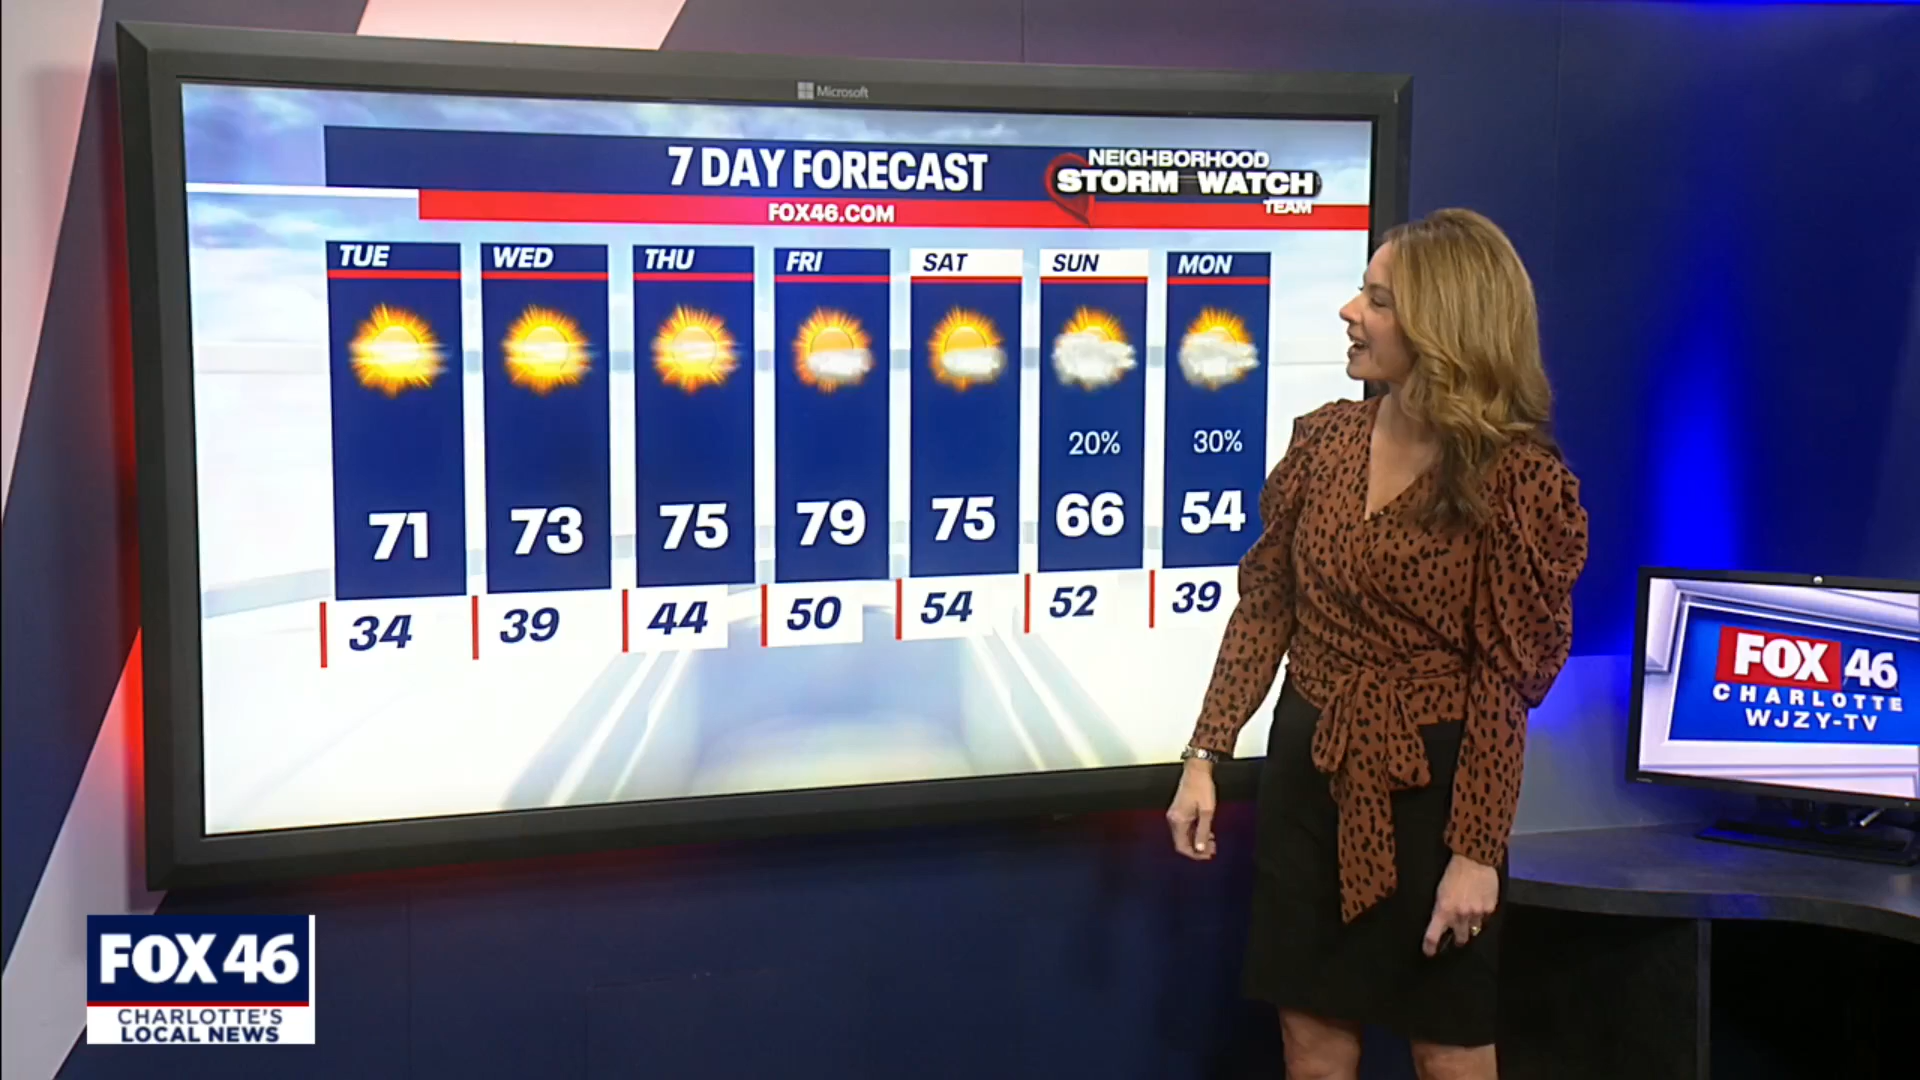 Microsoft
7 DAY FORECAST
NEIGHBORHOOD
STORM WATCH
TEAM
FOX46.COM
TUE WED THU FRI SAT SUN MON
20% 30%
71 73 75 79 75 66 54
34 39 44 50 54 52 39
FOX 46
CHARLOTTE
WJZY-TV
FOX 46
CHARLOTTE'S
LOCAL NEWS